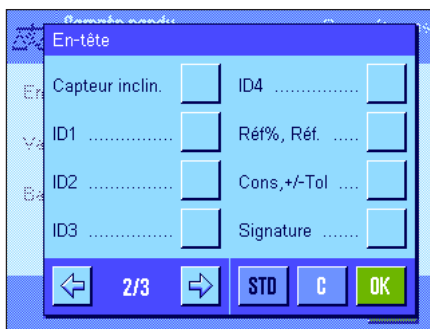 En-tête
Capteur inclin.
ID1 ................
ID2 ................
ID3 ................
ID4 ................
Réf%, Réf. .....
Cons,+/-Tol ....
Signature .......
2/3
STD
C
OK